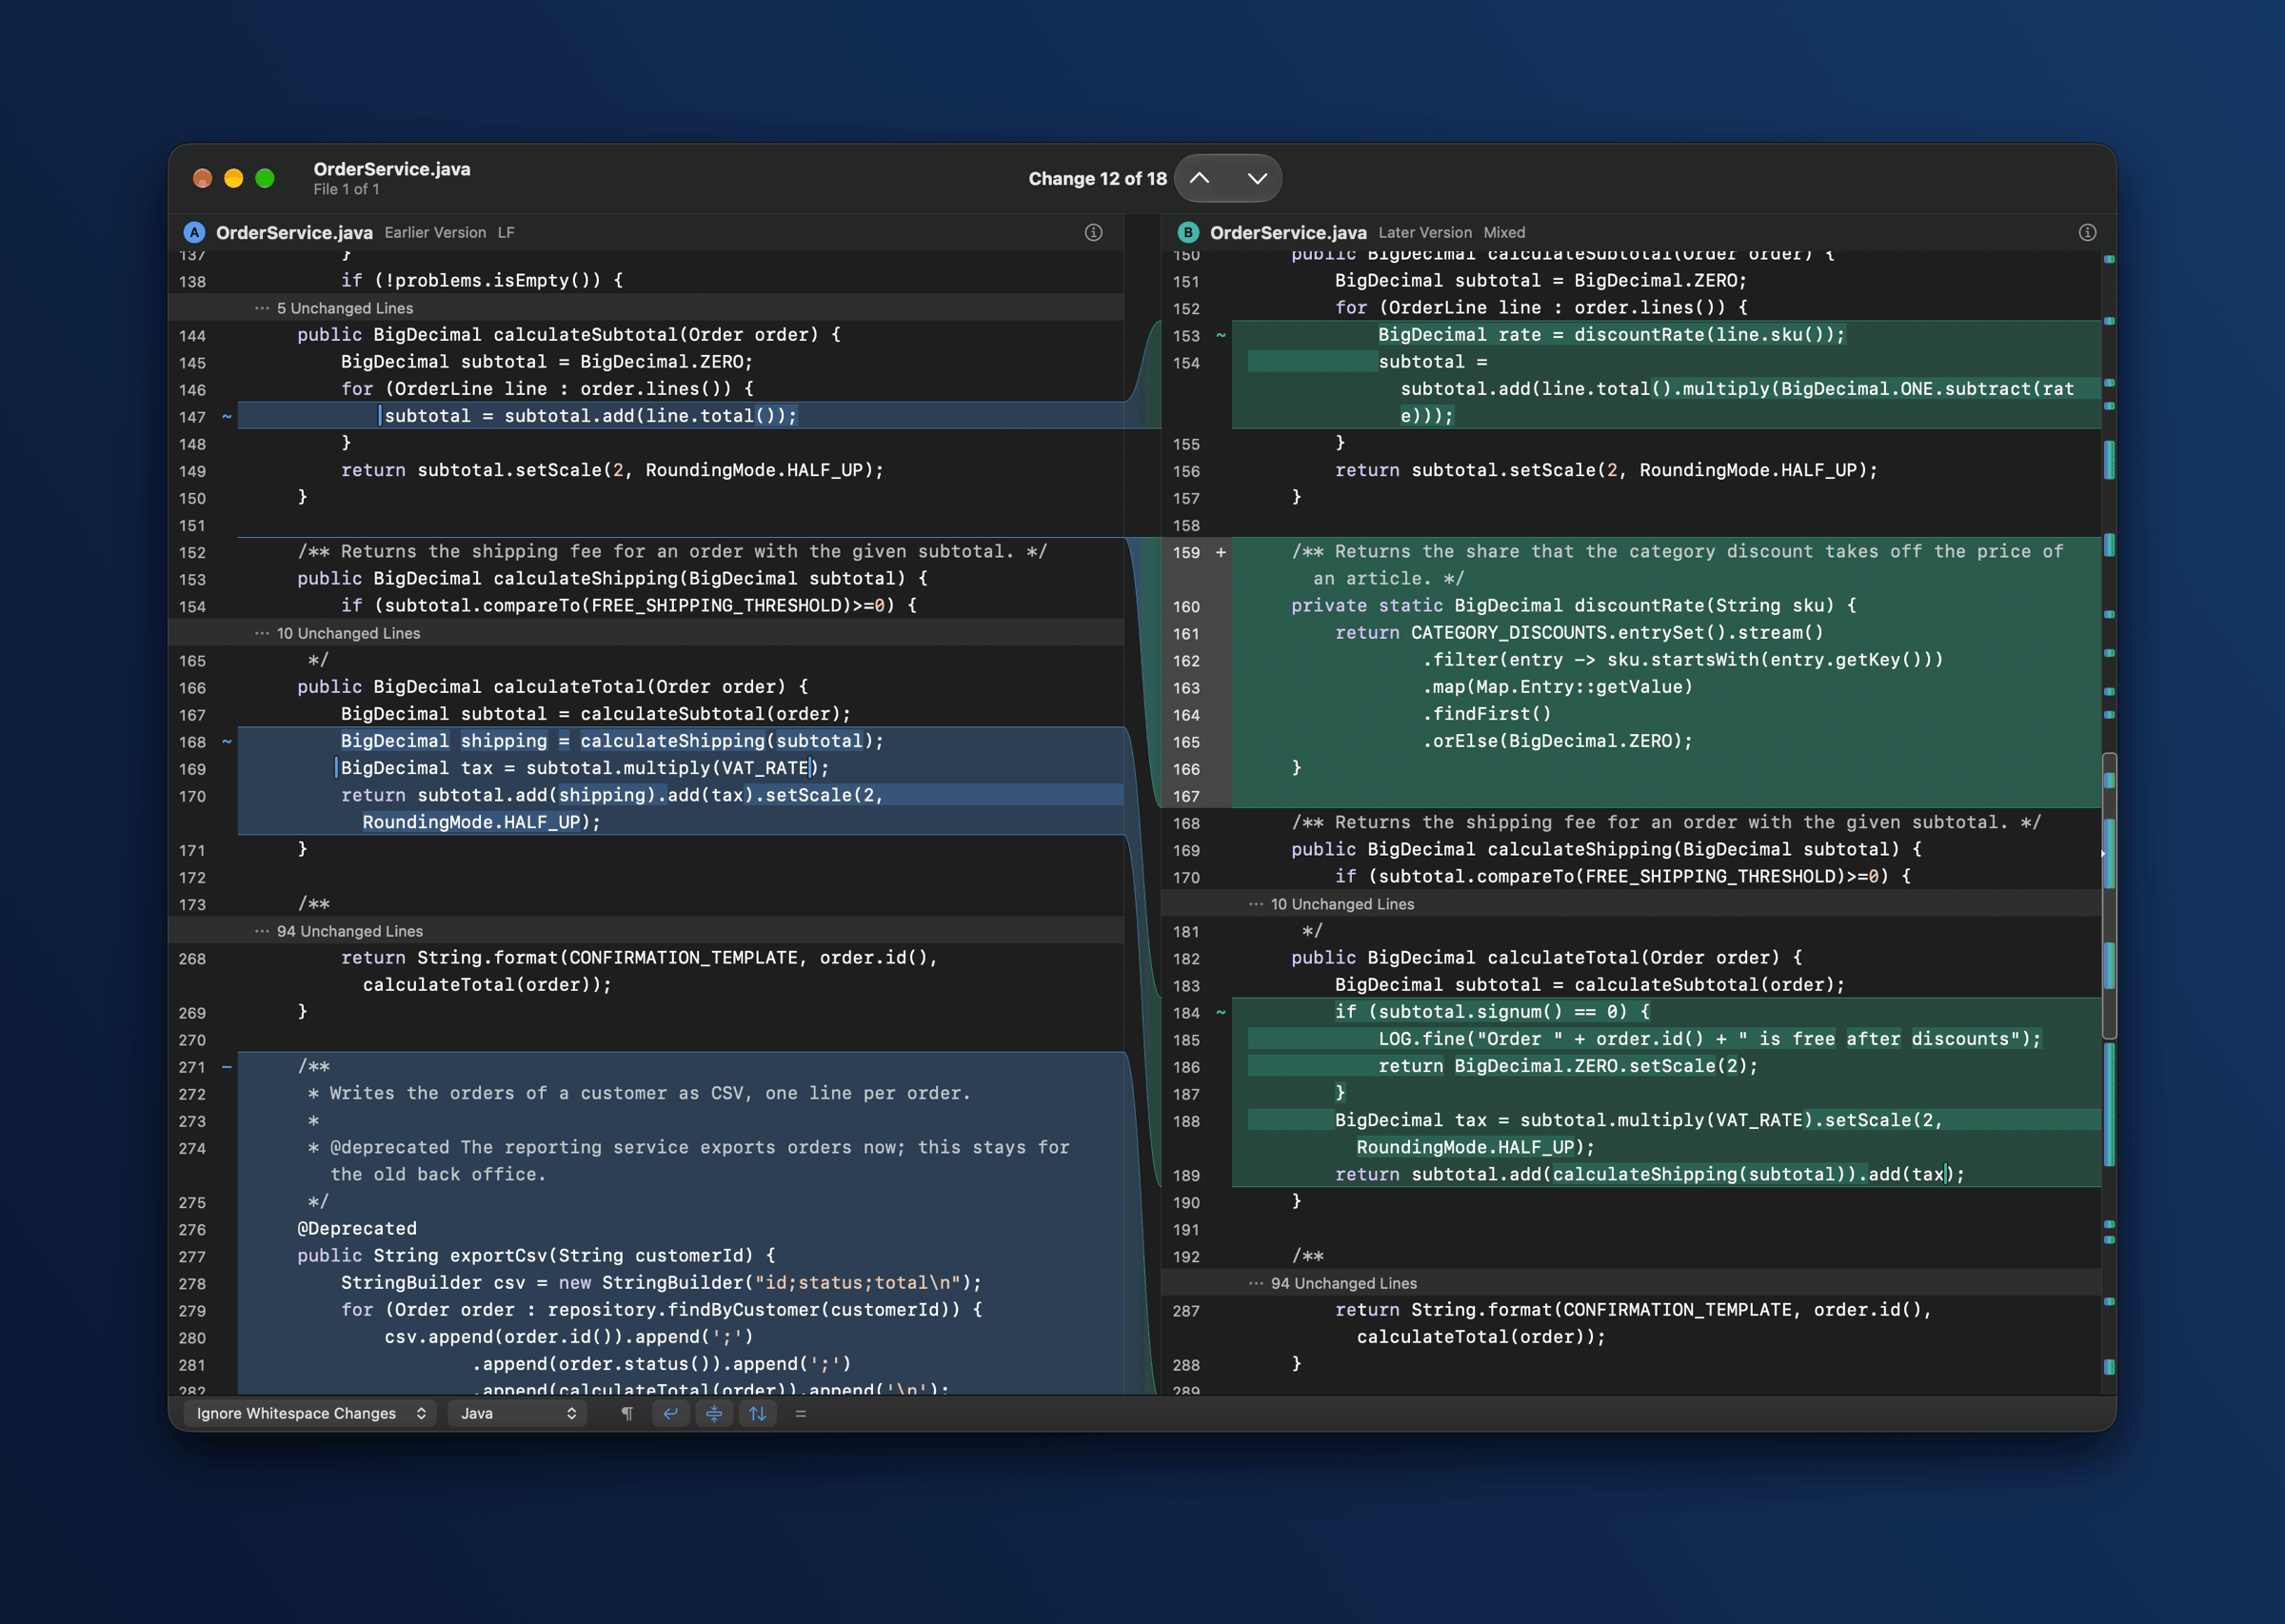 OrderService.java
File 1 of 1
Change 12 of 18
A OrderService.java Earlier Version LF
137 }
138 if (!problems.isEmpty()) {
··· 5 Unchanged Lines
144 public BigDecimal calculateSubtotal(Order order) {
145 BigDecimal subtotal = BigDecimal.ZERO;
146 for (OrderLine line : order.lines()) {
147 ~ subtotal = subtotal.add(line.total());
148 }
149 return subtotal.setScale(2, RoundingMode.HALF_UP);
150 }
151
152 /** Returns the shipping fee for an order with the given subtotal. */
153 public BigDecimal calculateShipping(BigDecimal subtotal) {
154 if (subtotal.compareTo(FREE_SHIPPING_THRESHOLD)>=0) {
··· 10 Unchanged Lines
165 */
166 public BigDecimal calculateTotal(Order order) {
167 BigDecimal subtotal = calculateSubtotal(order);
168 ~ BigDecimal shipping = calculateShipping(subtotal);
169 BigDecimal tax = subtotal.multiply(VAT_RATE);
170 return subtotal.add(shipping).add(tax).setScale(2,
RoundingMode.HALF_UP);
171 }
172
173 /**
··· 94 Unchanged Lines
268 return String.format(CONFIRMATION_TEMPLATE, order.id(),
calculateTotal(order));
269 }
270
271 − /**
272 * Writes the orders of a customer as CSV, one line per order.
273 *
274 * @deprecated The reporting service exports orders now; this stays for
the old back office.
275 */
276 @Deprecated
277 public String exportCsv(String customerId) {
278 StringBuilder csv = new StringBuilder("id;status;total\n");
279 for (Order order : repository.findByCustomer(customerId)) {
280 csv.append(order.id()).append(';')
281 .append(order.status()).append(';')
282 .append(calculateTotal(order)).append('\n');
B OrderService.java Later Version Mixed
150 public BigDecimal calculateSubtotal(Order order) {
151 BigDecimal subtotal = BigDecimal.ZERO;
152 for (OrderLine line : order.lines()) {
153 ~ BigDecimal rate = discountRate(line.sku());
154 subtotal =
subtotal.add(line.total().multiply(BigDecimal.ONE.subtract(rat
e)));
155 }
156 return subtotal.setScale(2, RoundingMode.HALF_UP);
157 }
158
159 + /** Returns the share that the category discount takes off the price of
an article. */
160 private static BigDecimal discountRate(String sku) {
161 return CATEGORY_DISCOUNTS.entrySet().stream()
162 .filter(entry -> sku.startsWith(entry.getKey()))
163 .map(Map.Entry::getValue)
164 .findFirst()
165 .orElse(BigDecimal.ZERO);
166 }
167
168 /** Returns the shipping fee for an order with the given subtotal. */
169 public BigDecimal calculateShipping(BigDecimal subtotal) {
170 if (subtotal.compareTo(FREE_SHIPPING_THRESHOLD)>=0) {
··· 10 Unchanged Lines
181 */
182 public BigDecimal calculateTotal(Order order) {
183 BigDecimal subtotal = calculateSubtotal(order);
184 ~ if (subtotal.signum() == 0) {
185 LOG.fine("Order " + order.id() + " is free after discounts");
186 return BigDecimal.ZERO.setScale(2);
187 }
188 BigDecimal tax = subtotal.multiply(VAT_RATE).setScale(2,
RoundingMode.HALF_UP);
189 return subtotal.add(calculateShipping(subtotal)).add(tax);
190 }
191
192 /**
··· 94 Unchanged Lines
287 return String.format(CONFIRMATION_TEMPLATE, order.id(),
calculateTotal(order));
288 }
289
Ignore Whitespace Changes Java ¶ =